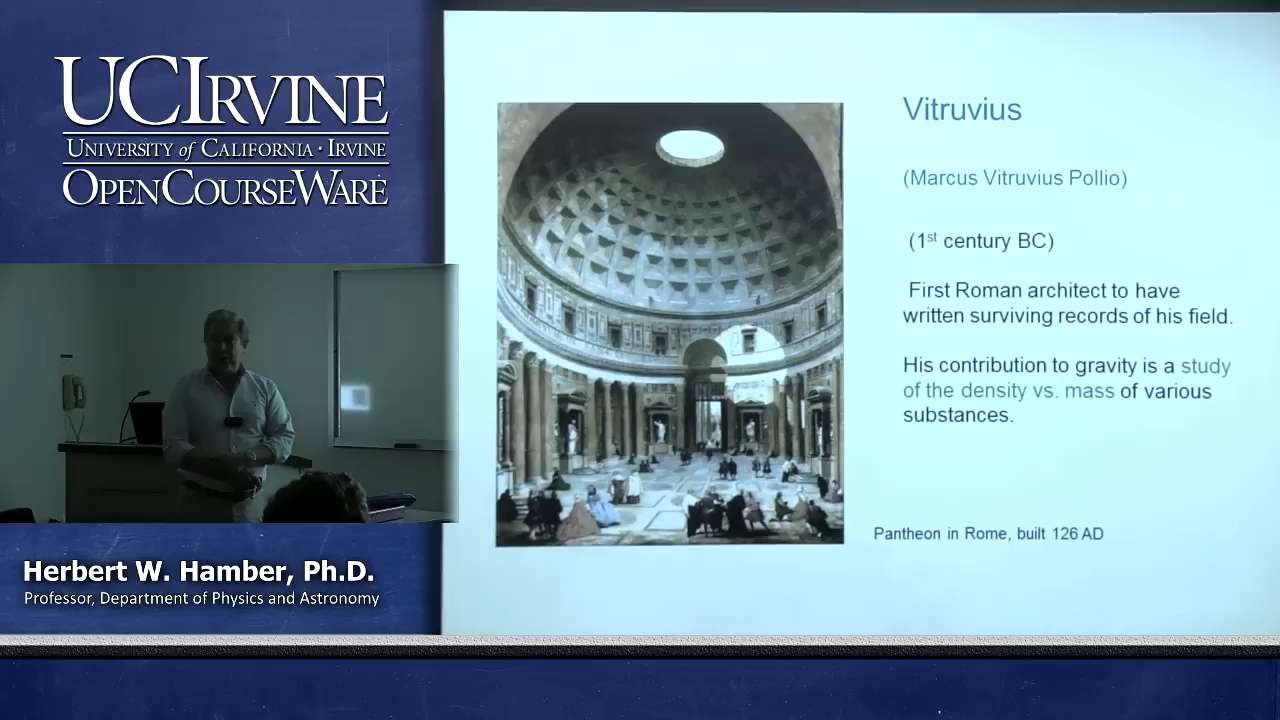 UCIRVINE
UNIVERSITY of CALIFORNIA · IRVINE
OPENCOURSEWARE
Herbert W. Hamber, Ph.D.
Professor, Department of Physics and Astronomy
Vitruvius
(Marcus Vitruvius Pollio)
(1st century BC)
First Roman architect to have
written surviving records of his field.
His contribution to gravity is a study
of the density vs. mass of various
substances.
Pantheon in Rome, built 126 AD